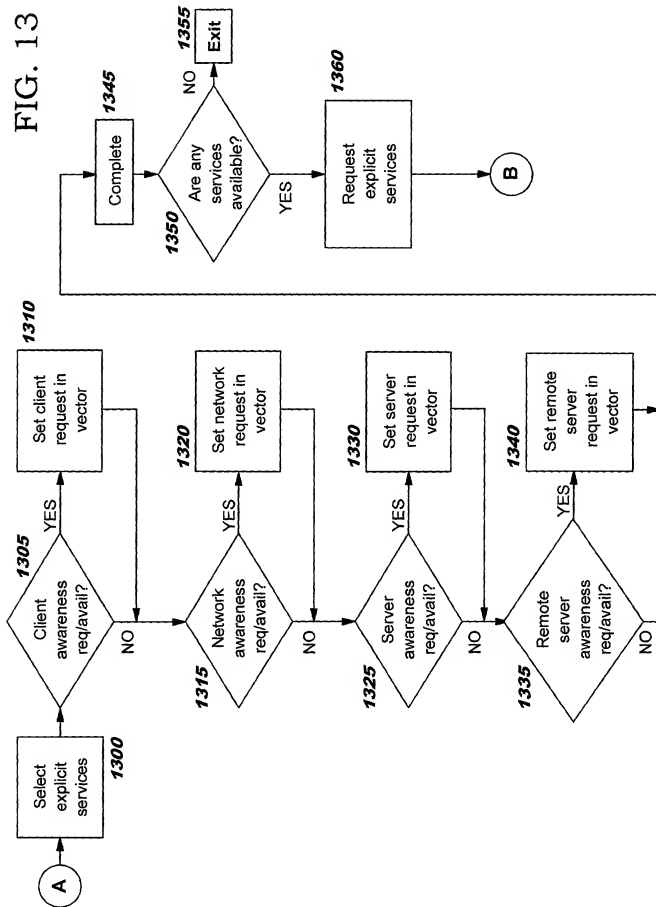 FIG. 13
A
Select
explicit
services
1300
Client
awareness
req/avail?
1305
YES
NO
Set client
request in
vector
1310
Network
awareness
req/avail?
1315
YES
NO
Set network
request in
vector
1320
Server
awareness
req/avail?
1325
YES
NO
Set server
request in
vector
1330
Remote
server
awareness
req/avail?
1335
YES
NO
Set remote
server
request in
vector
1340
Complete
1345
Are any
services
available?
1350
NO
YES
Exit
1355
Request
explicit
services
1360
B